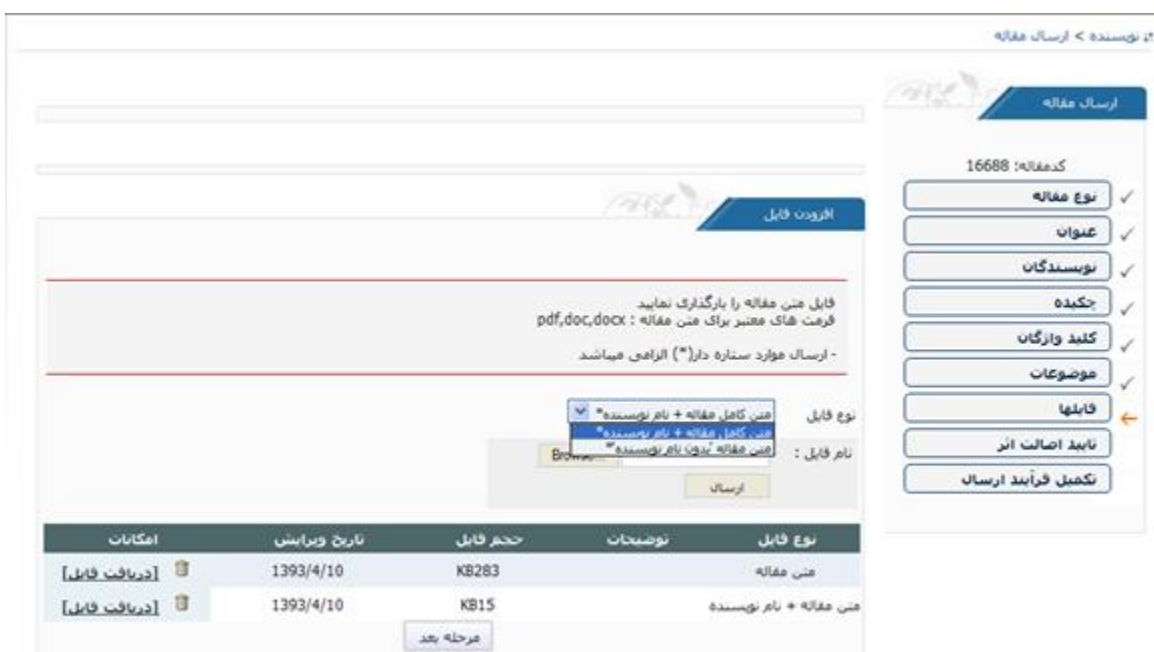 نویسنده > ارسال مقاله
ارسال مقاله
کدمقاله: 16688
نوع مقاله
عنوان
نویسندگان
چکیده
کلید واژگان
موضوعات
فایلها
تایید اصالت اثر
تکمیل فرآیند ارسال
افزودن فایل
فایل متن مقاله را بارگذاری نمایید
فرمت های معتبر برای متن مقاله : pdf,doc,docx
- ارسال موارد ستاره دار(*) الزامی میباشد
نوع فایل متن کامل مقاله + نام نویسنده*
متن کامل مقاله + نام نویسنده*
متن مقاله "بدون نام نویسنده"*
نام فایل :
ارسال
نوع فایل توضیحات حجم فایل تاریخ ویرایش امکانات
متن مقاله KB283 1393/4/10 [دریافت فایل]
متن مقاله + نام نویسنده KB15 1393/4/10 [دریافت فایل]
مرحله بعد